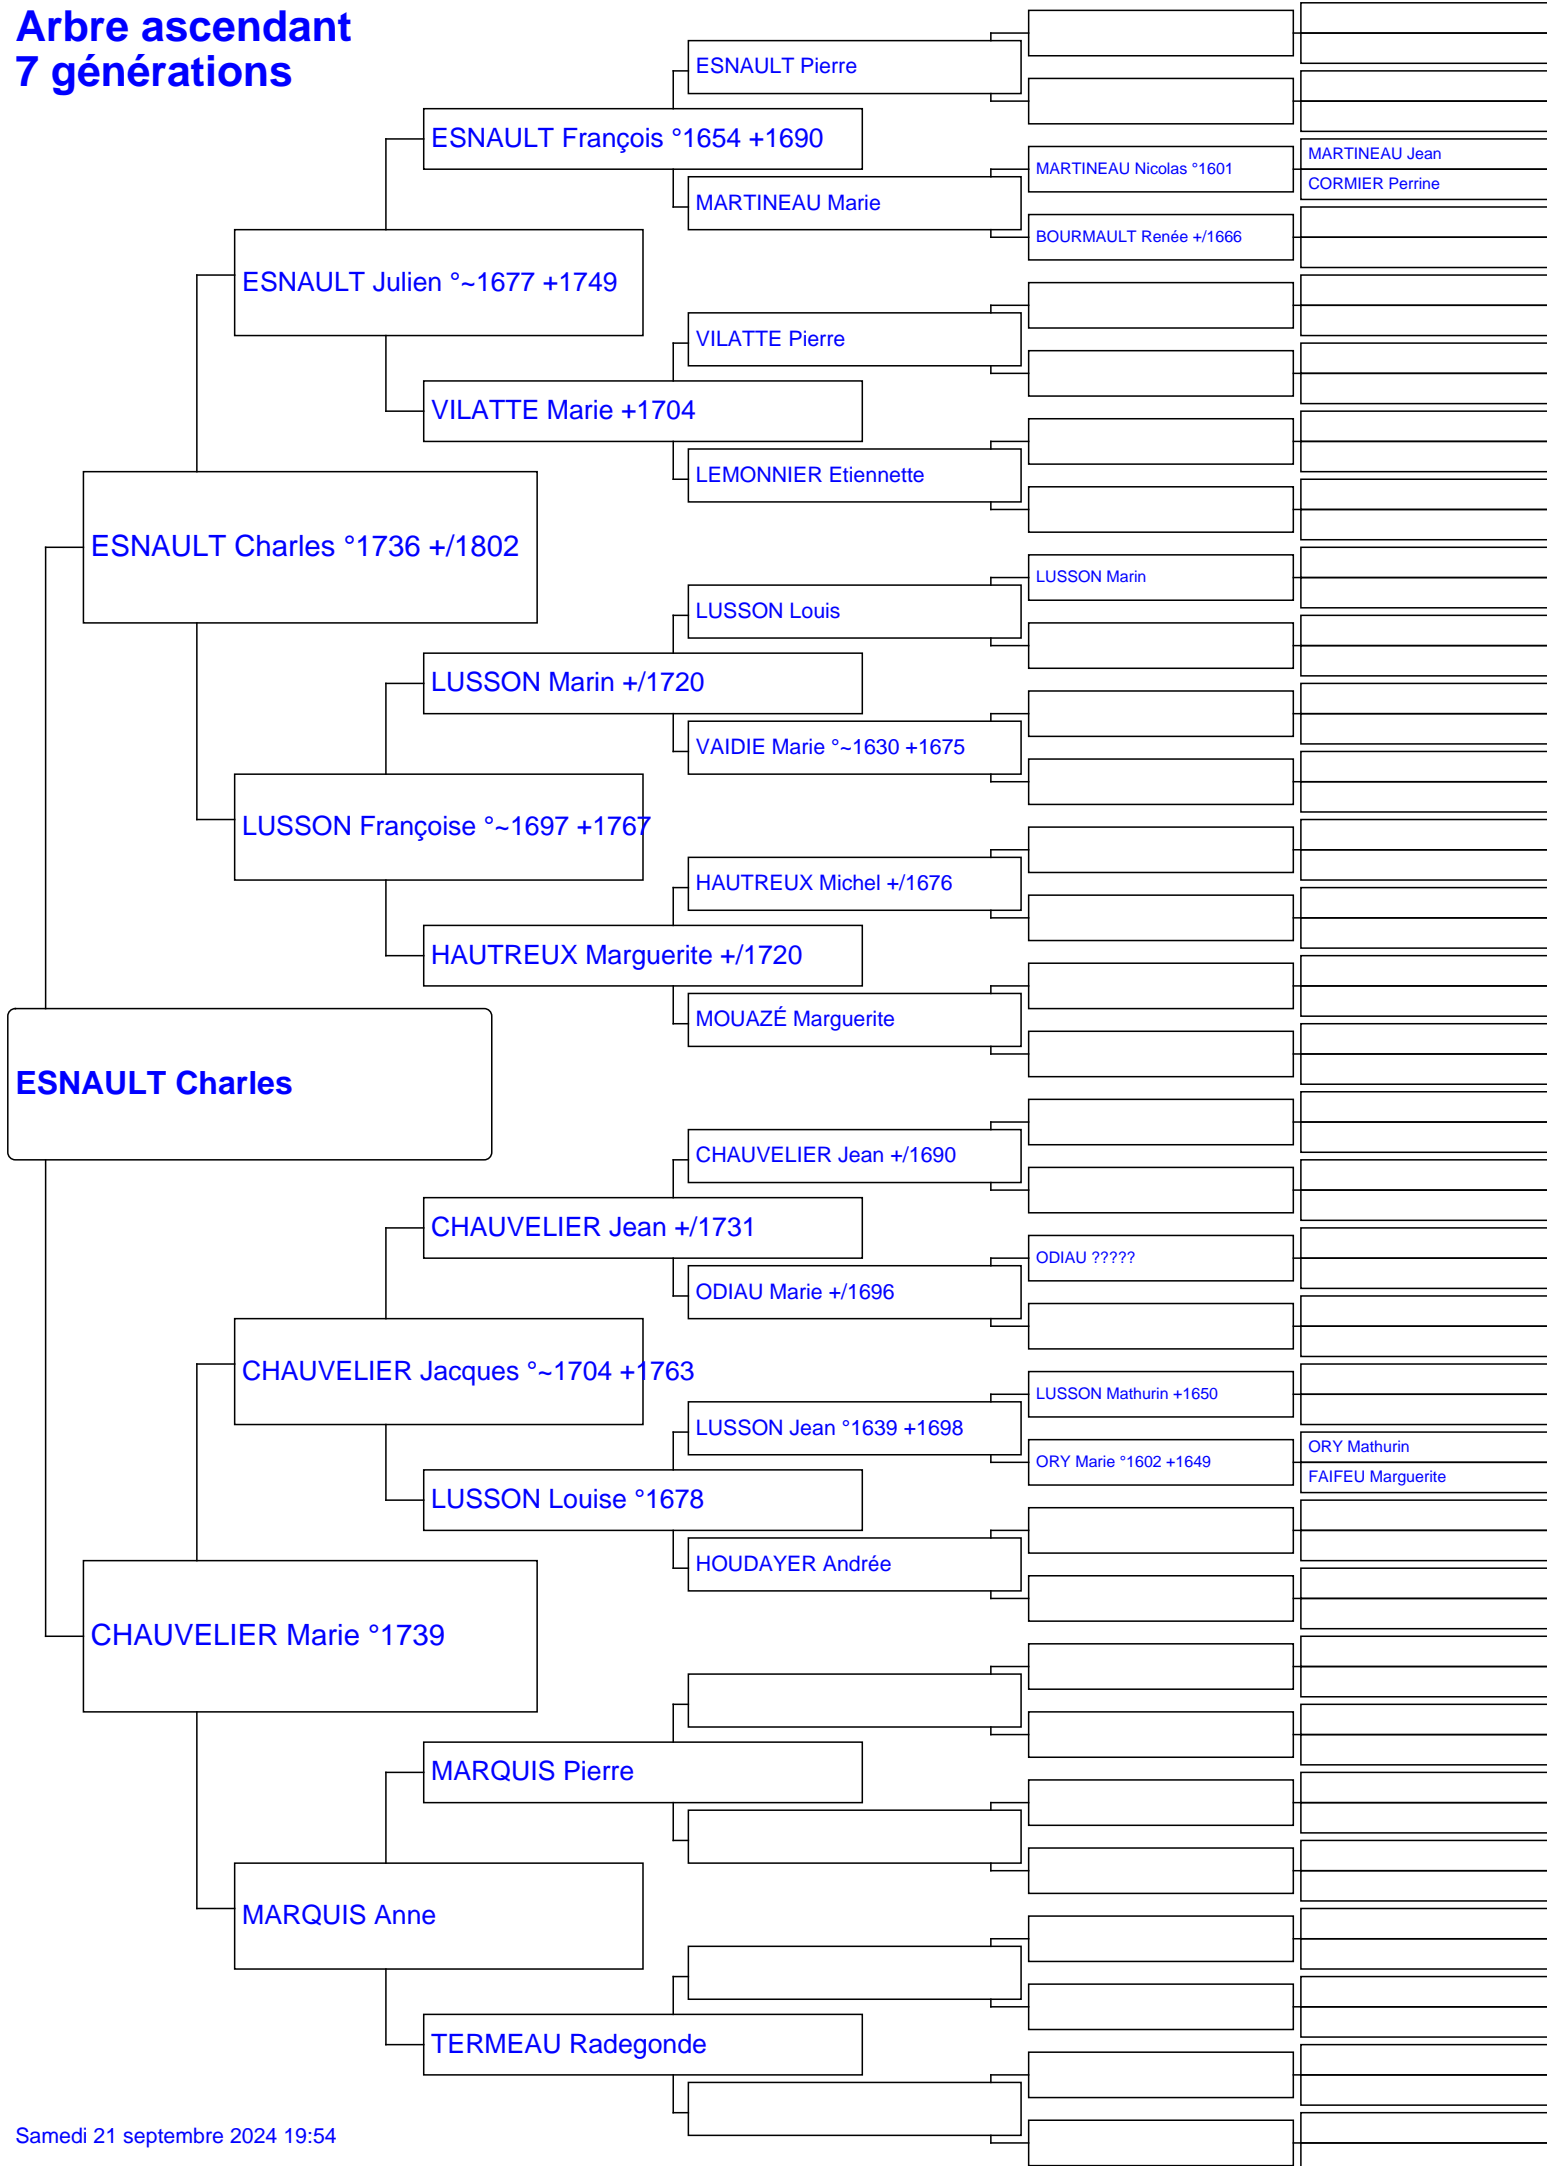 Arbre ascendant
7 générations
ESNAULT Pierre
ESNAULT François °1654 +1690
MARTINEAU Jean
MARTINEAU Nicolas °1601
CORMIER Perrine
MARTINEAU Marie
BOURMAULT Renée +/1666
ESNAULT Julien °~1677 +1749
VILATTE Pierre
VILATTE Marie +1704
LEMONNIER Etiennette
ESNAULT Charles °1736 +/1802
LUSSON Marin
LUSSON Louis
LUSSON Marin +/1720
VAIDIE Marie °~1630 +1675
LUSSON Françoise °~1697 +1767
HAUTREUX Michel +/1676
HAUTREUX Marguerite +/1720
MOUAZÉ Marguerite
ESNAULT Charles
CHAUVELIER Jean +/1690
CHAUVELIER Jean +/1731
ODIAU ?????
ODIAU Marie +/1696
CHAUVELIER Jacques °~1704 +1763
LUSSON Mathurin +1650
LUSSON Jean °1639 +1698
ORY Mathurin
ORY Marie °1602 +1649
FAIFEU Marguerite
LUSSON Louise °1678
HOUDAYER Andrée
CHAUVELIER Marie °1739
MARQUIS Pierre
MARQUIS Anne
TERMEAU Radegonde
Samedi 21 septembre 2024 19:54